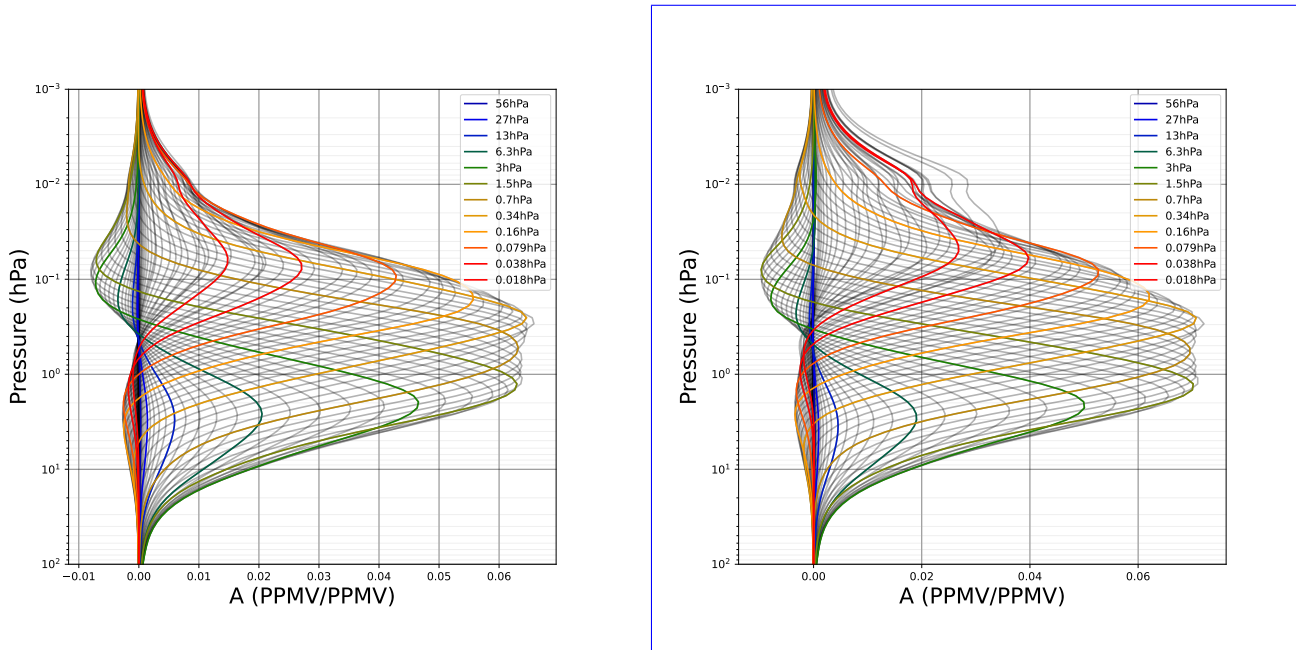 10⁻³
10⁻²
10⁻¹
10⁰
10¹
10²
Pressure (hPa)
56hPa
27hPa
13hPa
6.3hPa
3hPa
1.5hPa
0.7hPa
0.34hPa
0.16hPa
0.079hPa
0.038hPa
0.018hPa
−0.01 0.00 0.01 0.02 0.03 0.04 0.05 0.06
A (PPMV/PPMV)
10⁻³
10⁻²
10⁻¹
10⁰
10¹
10²
Pressure (hPa)
56hPa
27hPa
13hPa
6.3hPa
3hPa
1.5hPa
0.7hPa
0.34hPa
0.16hPa
0.079hPa
0.038hPa
0.018hPa
0.00 0.02 0.04 0.06
A (PPMV/PPMV)